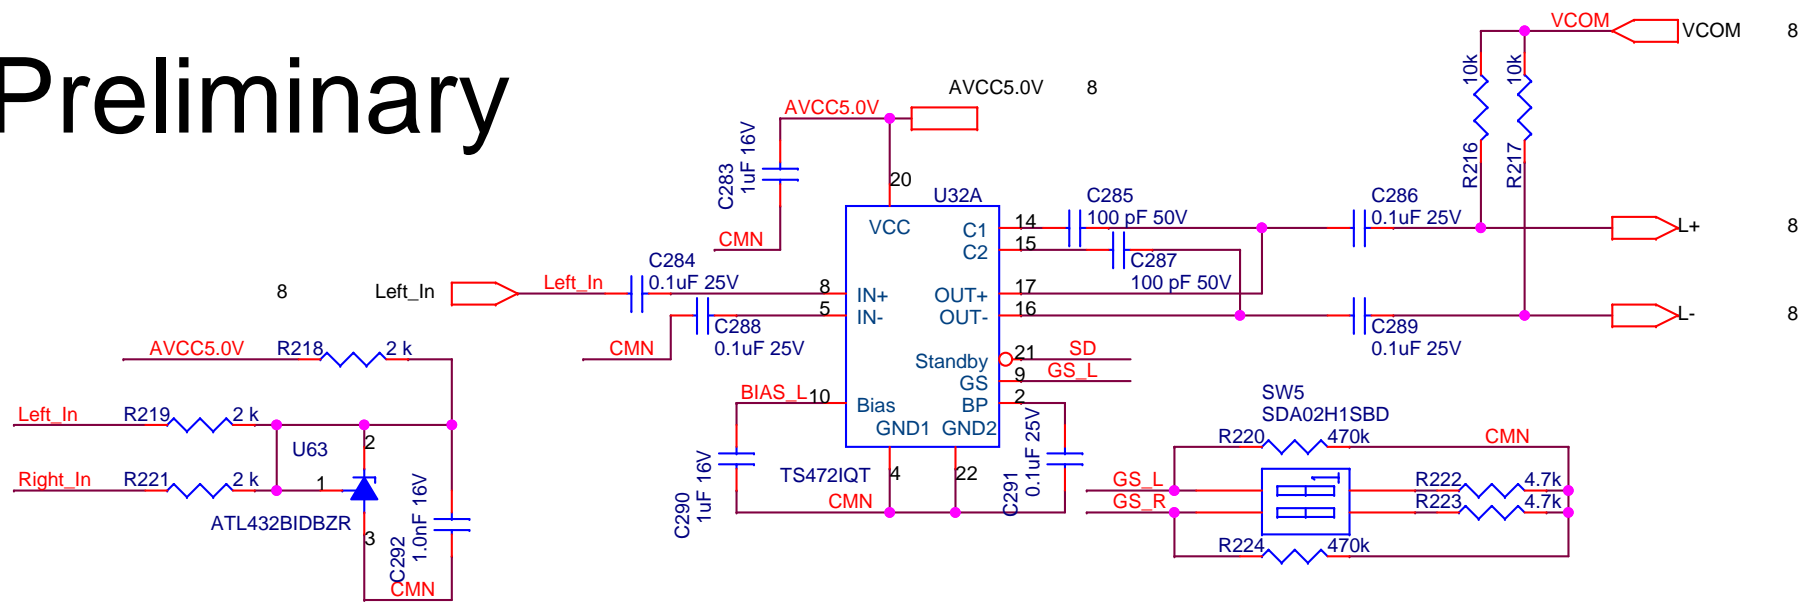 Preliminary
VCOM
VCOM 8
10k
10k
R216
R217
AVCC5.0V 8
AVCC5.0V
C283
1uF 16V
CMN
20
U32A
VCC
C1
C2
14
15
C285
100 pF 50V
C287
100 pF 50V
C286
0.1uF 25V
L+ 8
8 Left_In
Left_In
C284
0.1uF 25V
8
5
IN+
IN-
OUT+
OUT-
17
16
C288
0.1uF 25V
CMN
C289
0.1uF 25V
L- 8
AVCC5.0V
R218
2 k
Standby
21
SD
GS
9
GS_L
BIAS_L
10
Bias
BP
2
GND1
GND2
Left_In
R219
2 k
U63
2
Right_In
R221
2 k
1
ATL432BIDBZR
3
C292
1.0nF 16V
CMN
C290
1uF 16V
TS472IQT
4
22
CMN
C291
0.1uF 25V
SW5
SDA02H1SBD
R220
470k
CMN
GS_L
GS_R
1
R222
4.7k
R223
4.7k
R224
470k